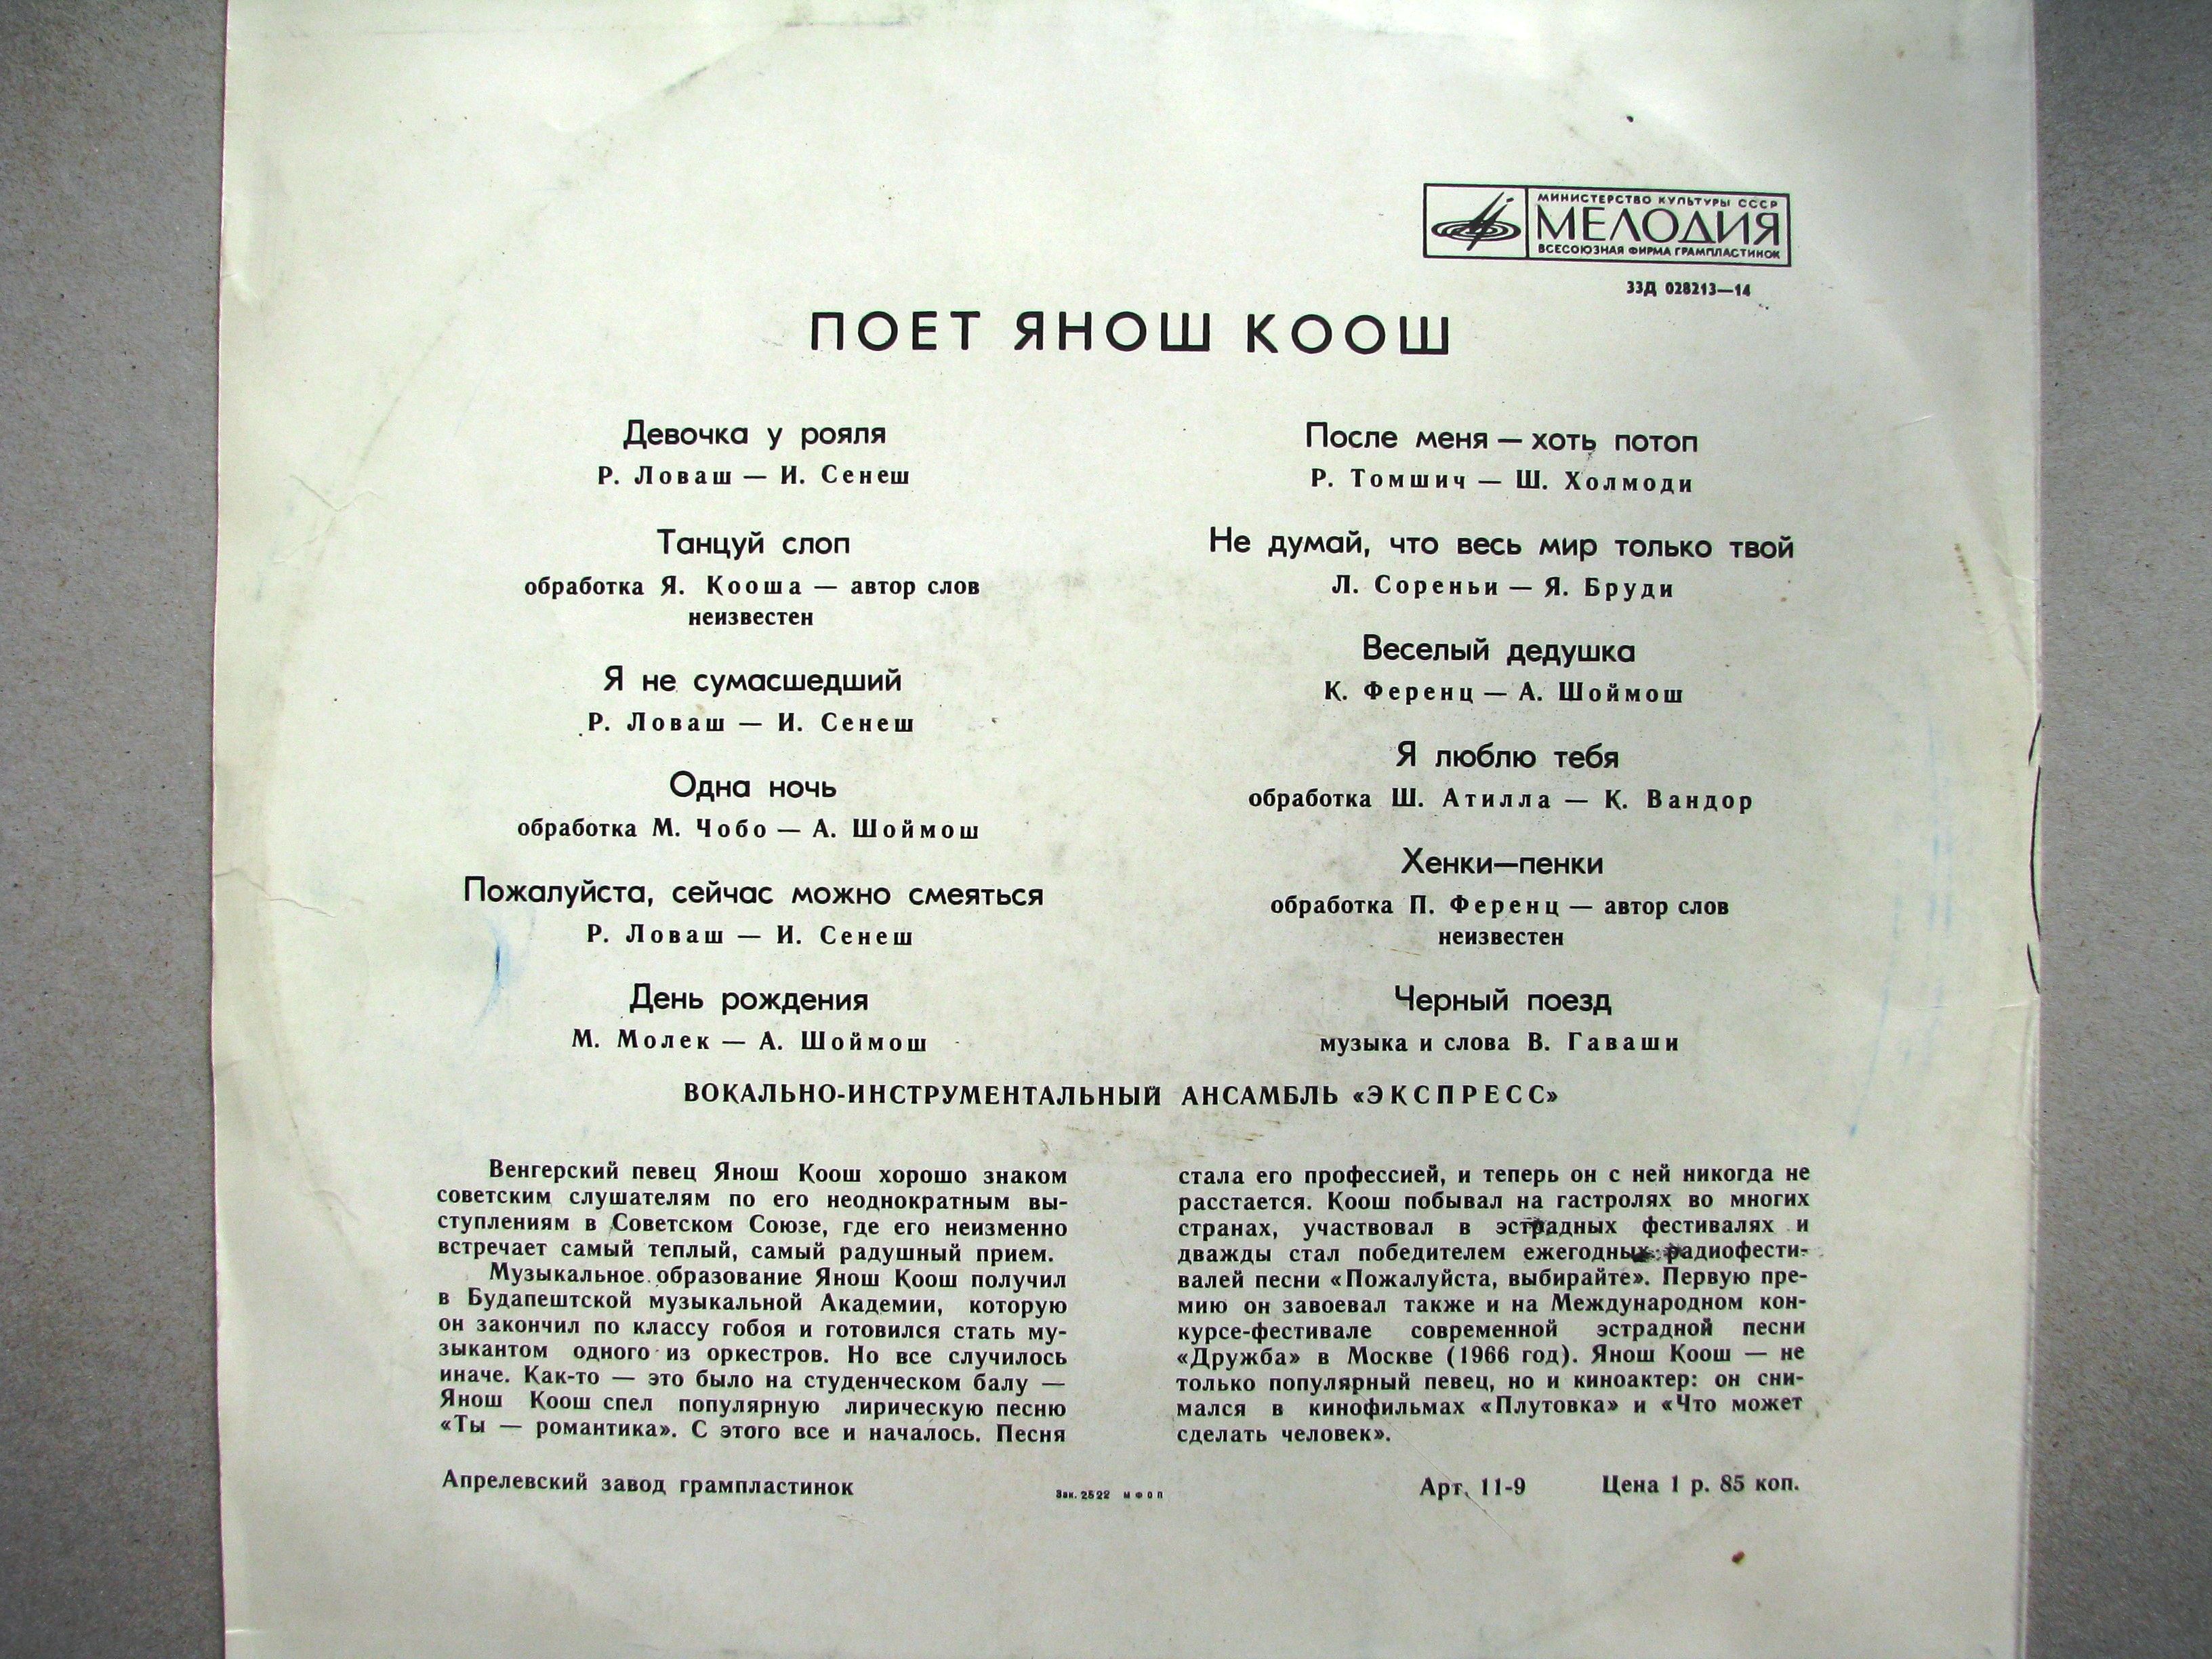 МИНИСТЕРСТВО КУЛЬТУРЫ СССР
МЕЛОДИЯ
ВСЕСОЮЗНАЯ ФИРМА ГРАМПЛАСТИНОК
33Д 028213—14
ПОЕТ ЯНОШ КООШ
Девочка у рояля
Р. Ловаш — И. Сенеш
Танцуй слоп
обработка Я. Кооша — автор слов
неизвестен
Я не сумасшедший
Р. Ловаш — И. Сенеш
Одна ночь
обработка М. Чобо — А. Шоймош
Пожалуйста, сейчас можно смеяться
Р. Ловаш — И. Сенеш
День рождения
М. Молек — А. Шоймош
После меня — хоть потоп
Р. Томшич — Ш. Холмоди
Не думай, что весь мир только твой
Л. Сореньи — Я. Бруди
Веселый дедушка
К. Ференц — А. Шоймош
Я люблю тебя
обработка Ш. Атилла — К. Вандор
Хенки—пенки
обработка П. Ференц — автор слов
неизвестен
Черный поезд
музыка и слова В. Гаваши
ВОКАЛЬНО-ИНСТРУМЕНТАЛЬНЫЙ АНСАМБЛЬ «ЭКСПРЕСС»
Венгерский певец Янош Коош хорошо знаком
советским слушателям по его неоднократным вы-
ступлениям в Советском Союзе, где его неизменно
встречает самый теплый, самый радушный прием.
Музыкальное образование Янош Коош получил
в Будапештской музыкальной Академии, которую
он закончил по классу гобоя и готовился стать му-
зыкантом одного из оркестров. Но все случилось
иначе. Как-то — это было на студенческом балу —
Янош Коош спел популярную лирическую песню
«Ты — романтика». С этого все и началось. Песня
стала его профессией, и теперь он с ней никогда не
расстается. Коош побывал на гастролях во многих
странах, участвовал в эстрадных фестивалях и
дважды стал победителем ежегодных радиофести-
валей песни «Пожалуйста, выбирайте». Первую пре-
мию он завоевал также и на Международном кон-
курсе-фестивале современной эстрадной песни
«Дружба» в Москве (1966 год). Янош Коош — не
только популярный певец, но и киноактер: он сни-
мался в кинофильмах «Плутовка» и «Что может
сделать человек».
Апрелевский завод грампластинок
Зак. 2522 МФОП
Арт. 11-9
Цена 1 р. 85 коп.